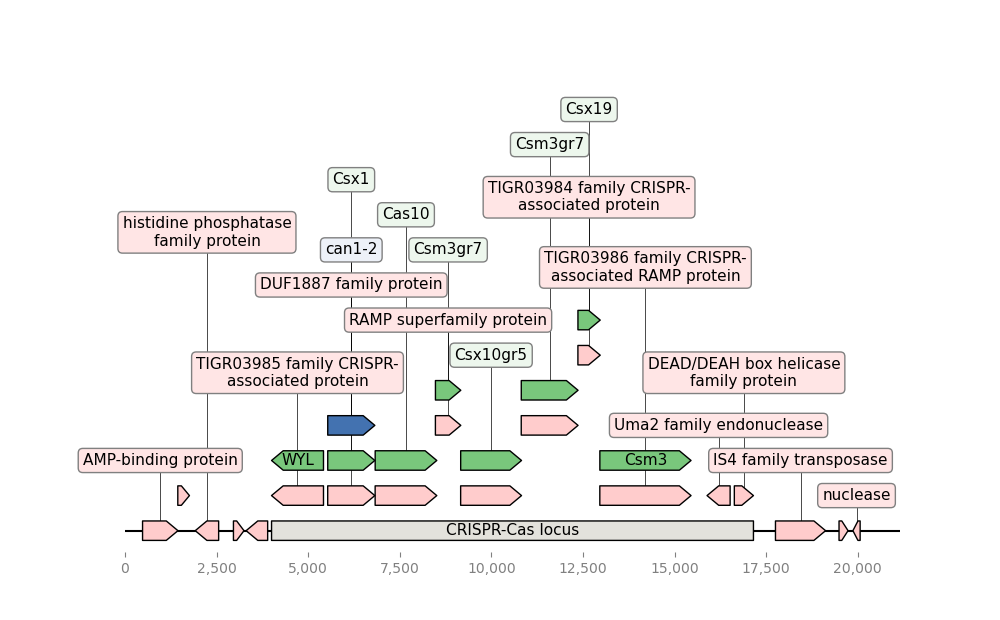 Csx19
Csm3gr7
Csx1
TIGR03984 family CRISPR-
associated protein
Cas10
histidine phosphatase
family protein
can1-2
Csm3gr7
TIGR03986 family CRISPR-
associated RAMP protein
DUF1887 family protein
RAMP superfamily protein
Csx10gr5
TIGR03985 family CRISPR-
associated protein
DEAD/DEAH box helicase
family protein
Uma2 family endonuclease
AMP-binding protein
WYL
Csm3
IS4 family transposase
nuclease
CRISPR-Cas locus
0
2,500
5,000
7,500
10,000
12,500
15,000
17,500
20,000